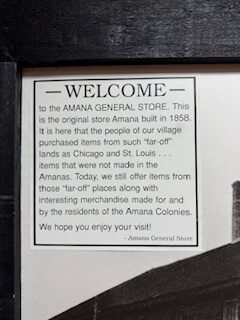 — WELCOME —
to the AMANA GENERAL STORE. This
is the original store Amana built in 1858.
It is here that the people of our village
purchased items from such "far-off"
lands as Chicago and St. Louis . . .
items that were not made in the
Amanas. Today, we still offer items from
those "far-off" places along with
interesting merchandise made for and
by the residents of the Amana Colonies.
We hope you enjoy your visit!
– Amana General Store